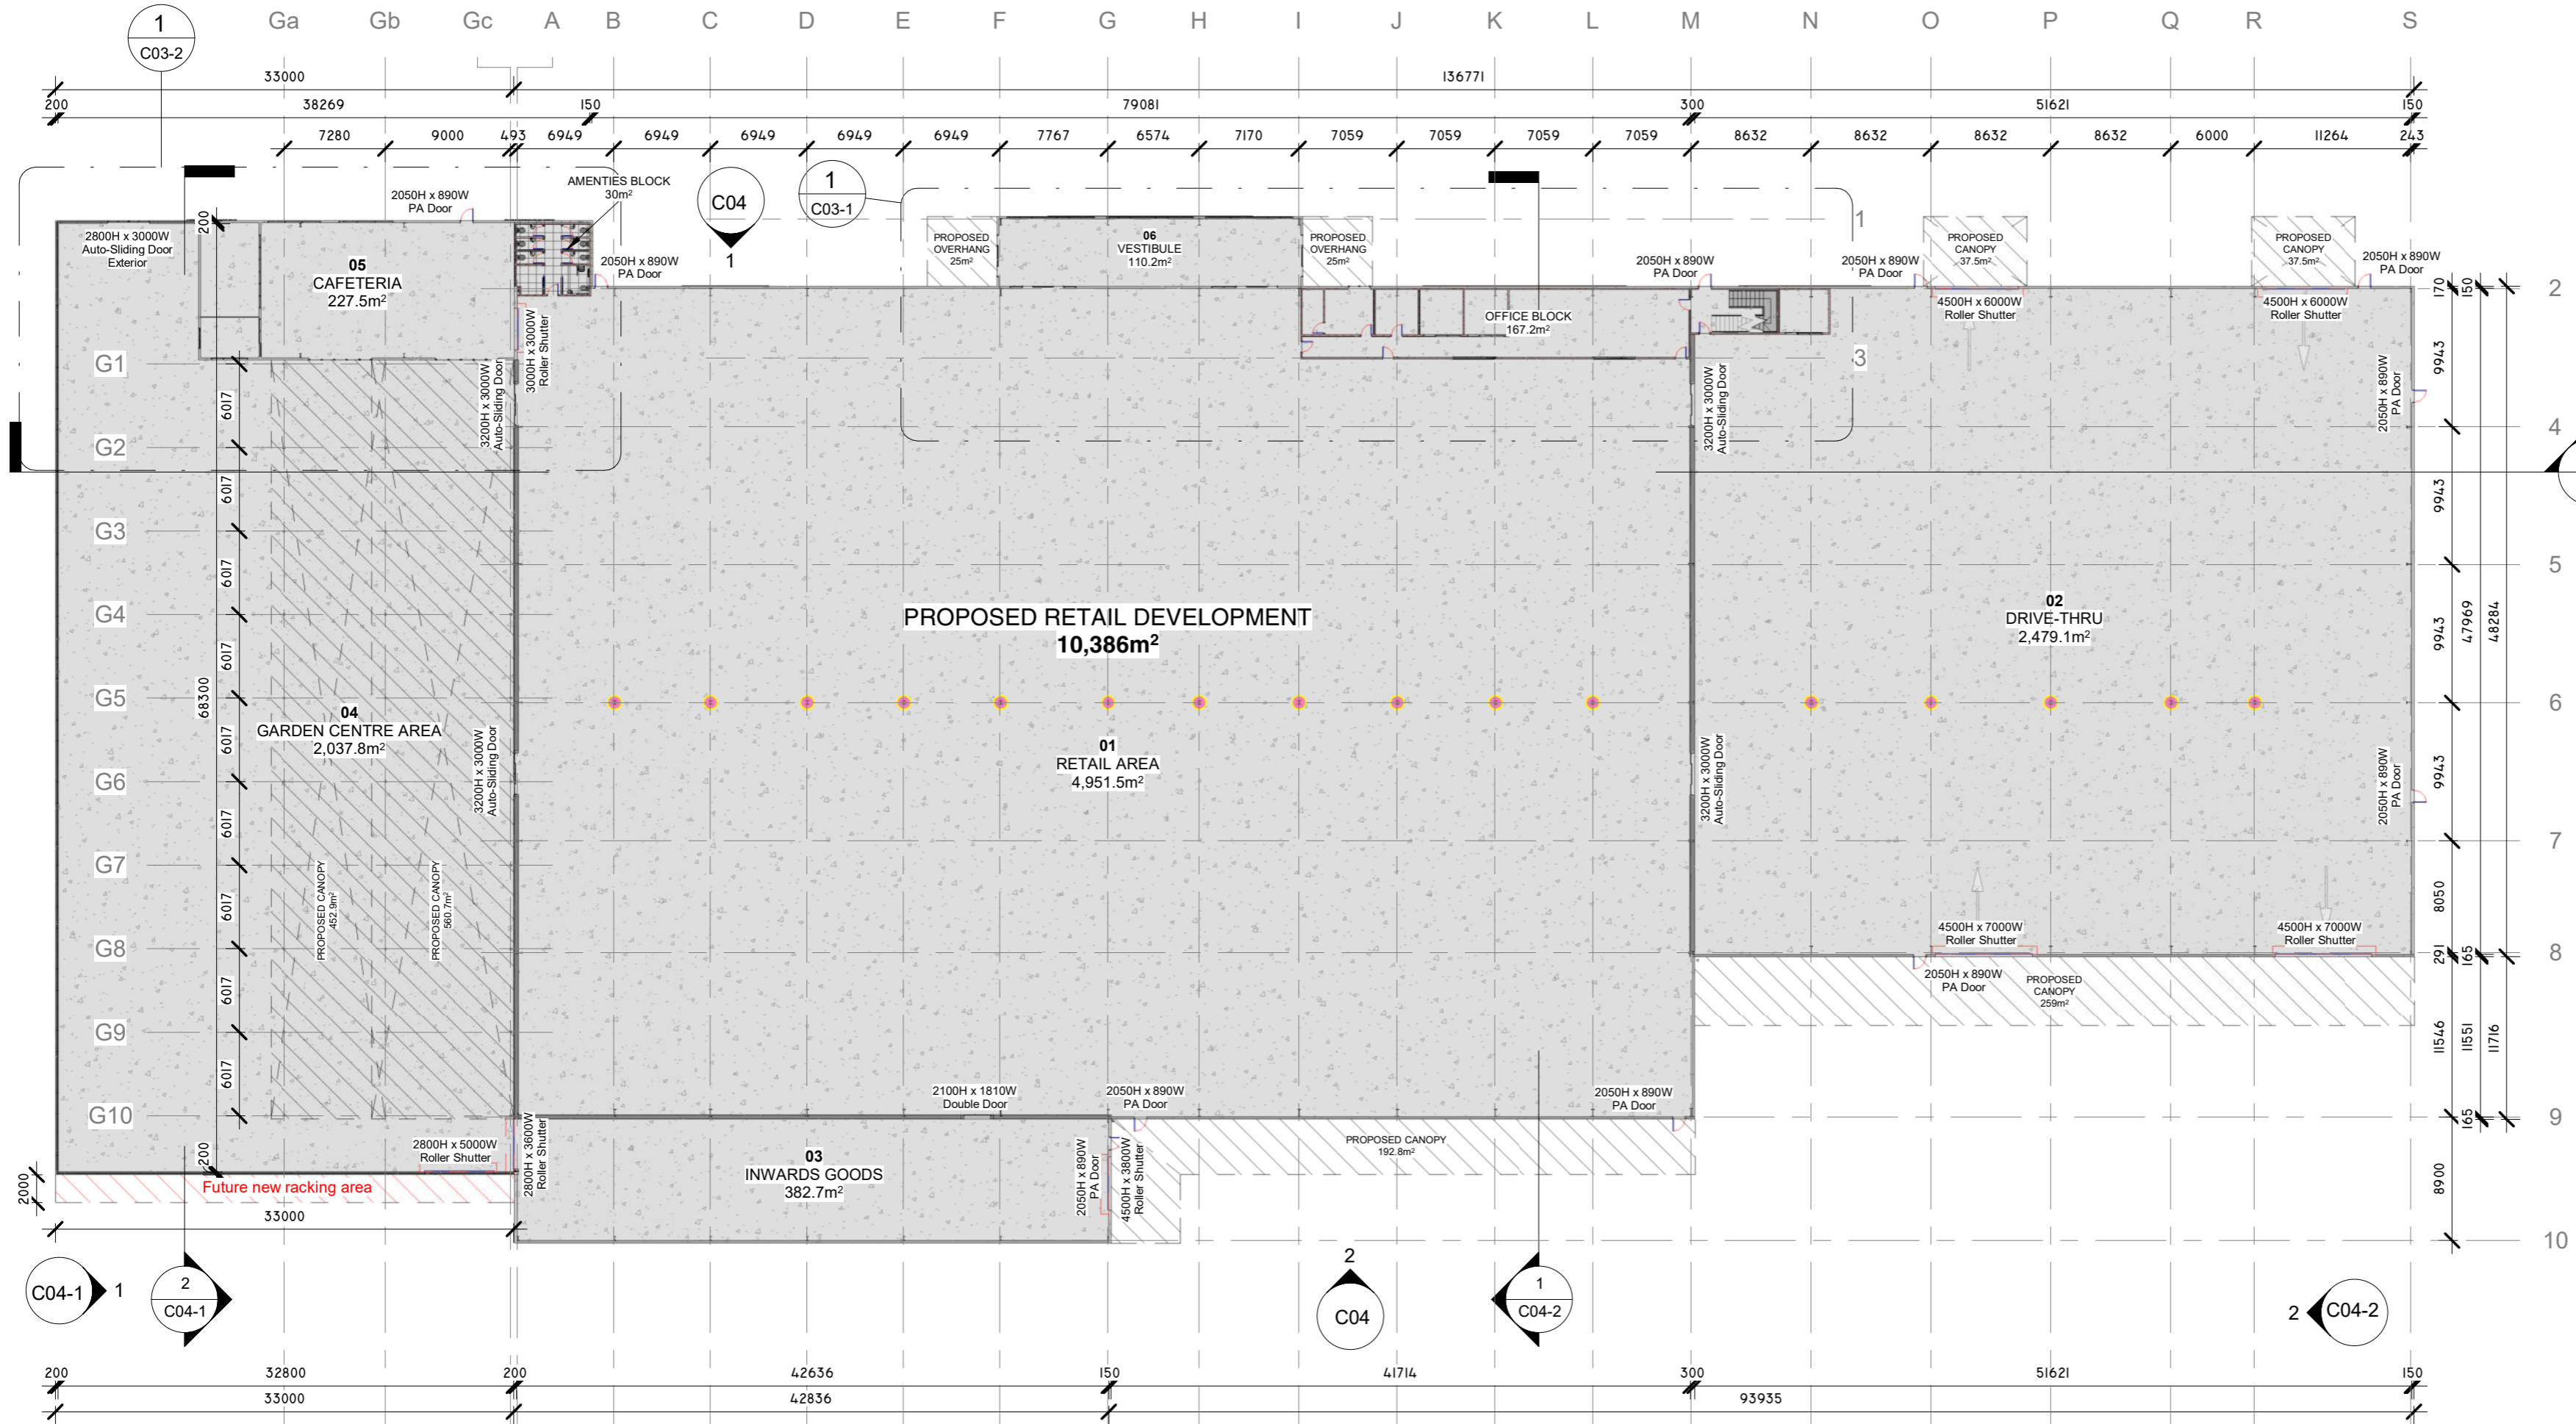 Ga Gb Gc A B C D E F G H I J K L M N O P Q R S
1
C03-2
33000 136771
200 38269 150 79081 300 51621 150
7280 9000 493 6949 6949 6949 6949 6949 7767 6574 7170 7059 7059 7059 7059 8632 8632 8632 8632 6000 11264 243
AMENTIES BLOCK
30m²
C04
1
1
C03-1
2050H x 890W
PA Door
200
2800H x 3000W
Auto-Sliding Door
Exterior
05
CAFETERIA
227.5m²
2050H x 890W
PA Door
PROPOSED
OVERHANG
25m²
06
VESTIBULE
110.2m²
PROPOSED
OVERHANG
25m²
2050H x 890W
PA Door
2050H x 890W
PA Door
PROPOSED
CANOPY
37.5m²
PROPOSED
CANOPY
37.5m²
2050H x 890W
PA Door
4500H x 6000W
Roller Shutter
4500H x 6000W
Roller Shutter
OFFICE BLOCK
167.2m²
3000H x 3000W
Roller Shutter
3200H x 3000W
Auto-Sliding Door
3200H x 3000W
Auto-Sliding Door
2050H x 890W
PA Door
1
2
3
4
5
6
7
8
9
10
170
150
9943
9943
9943
9943
8050
47969
48284
291
165
11546
11551
11716
165
8900
G1
G2
G3
G4
G5
G6
G7
G8
G9
G10
6017
6017
6017
6017
6017
6017
6017
6017
6017
68300
200
PROPOSED RETAIL DEVELOPMENT
10,386m²
02
DRIVE-THRU
2,479.1m²
04
GARDEN CENTRE AREA
2,037.8m²
01
RETAIL AREA
4,951.5m²
3200H x 3000W
Auto-Sliding Door
3200H x 3000W
Auto-Sliding Door
2050H x 890W
PA Door
PROPOSED CANOPY
452.9m²
PROPOSED CANOPY
560.7m²
4500H x 7000W
Roller Shutter
4500H x 7000W
Roller Shutter
2050H x 890W
PA Door
PROPOSED
CANOPY
259m²
2100H x 1810W
Double Door
2050H x 890W
PA Door
2050H x 890W
PA Door
2800H x 5000W
Roller Shutter
2800H x 3600W
Roller Shutter
03
INWARDS GOODS
382.7m²
2050H x 890W
PA Door
4500H x 3800W
Roller Shutter
PROPOSED CANOPY
192.8m²
2000
Future new racking area
33000
C04-1
1
2
C04-1
2
C04
1
C04-2
2
C04-2
200 32800 200 42636 150 41714 300 51621 150
33000 42836 93935